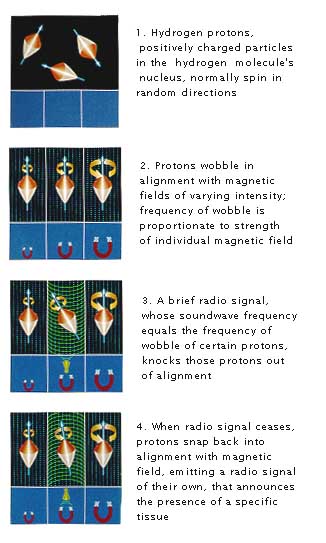 1. Hydrogen protons,
positively charged particles
in the hydrogen molecule's
nucleus, normally spin in
random directions
2. Protons wobble in
alignment with magnetic
fields of varying intensity;
frequency of wobble is
proportionate to strength
of individual magnetic field
3. A brief radio signal,
whose soundwave frequency
equals the frequency of
wobble of certain protons,
knocks those protons out
of alignment
4. When radio signal ceases,
protons snap back into
alignment with magnetic
field, emitting a radio signal
of their own, that announces
the presence of a specific
tissue